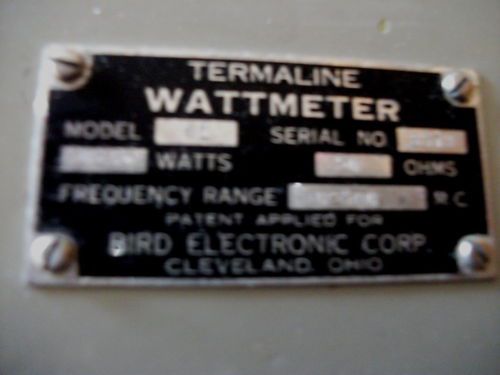 TERMALINE
WATTMETER
MODEL SERIAL NO
WATTS OHMS
FREQUENCY RANGE M.C.
PATENT APPLIED FOR
BIRD ELECTRONIC CORP.
CLEVELAND, OHIO